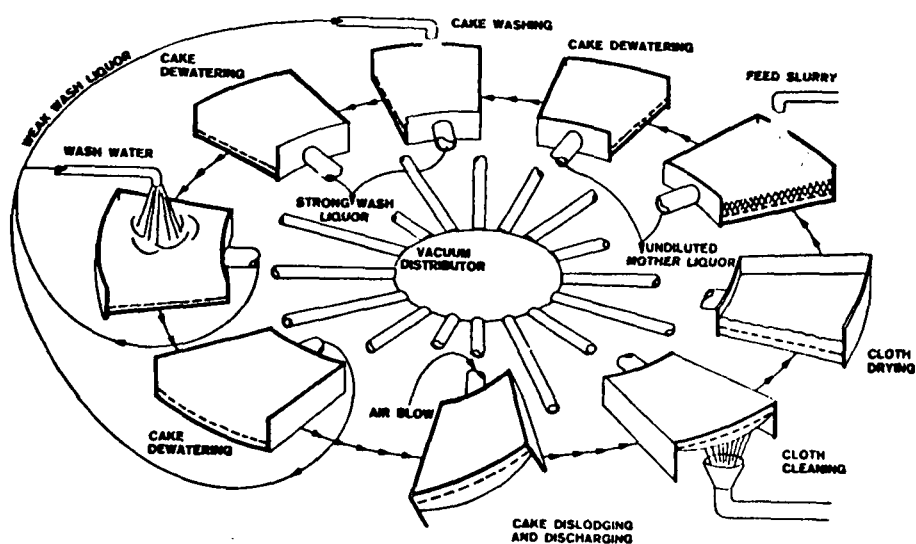 CAKE WASHING
CAKE
DEWATERING
CAKE DEWATERING
FEED SLURRY
WEAK WASH LIQUOR
WASH WATER
STRONG WASH
LIQUOR
UNDILUTED
MOTHER LIQUOR
VACUUM
DISTRIBUTOR
CLOTH
DRYING
AIR BLOW
CAKE
DEWATERING
CLOTH
CLEANING
CAKE DISLODGING
AND DISCHARGING